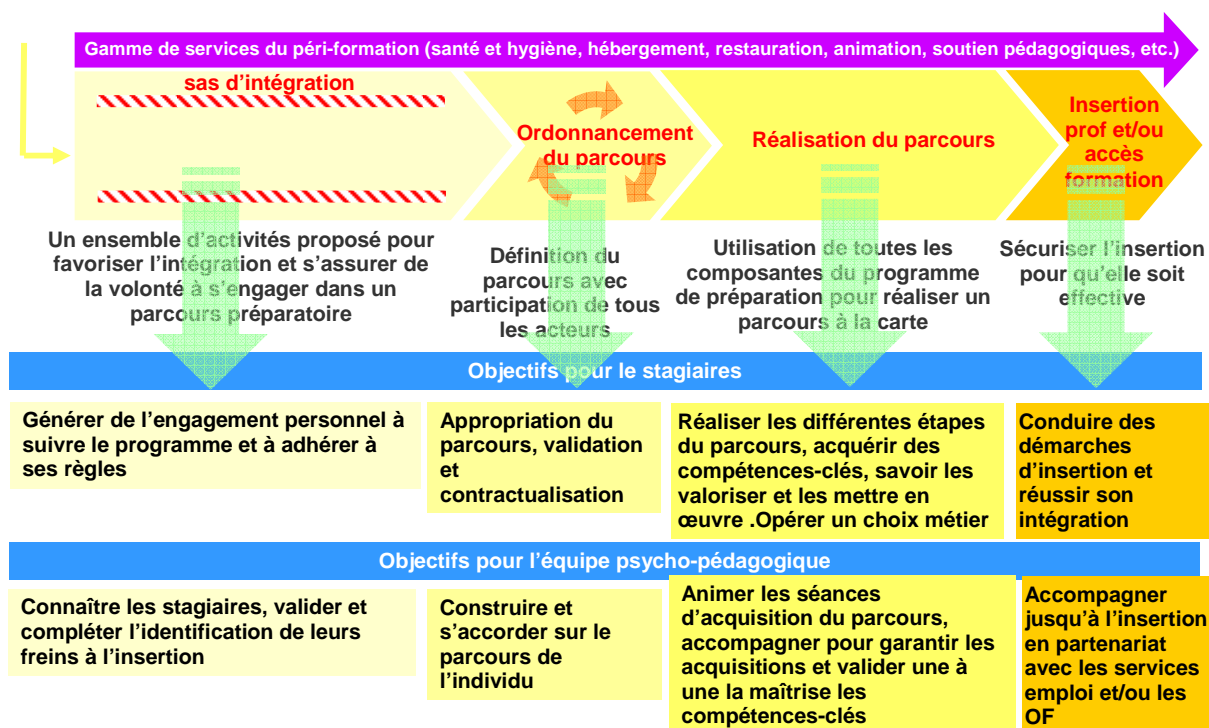 Gamme de services du péri-formation (santé et hygiène, hébergement, restauration, animation, soutien pédagogiques, etc.)
sas d'intégration
Ordonnancement
du parcours
Réalisation du parcours
Insertion
prof et/ou
accès
formation
Un ensemble d'activités proposé pour
favoriser l'intégration et s'assurer de
la volonté à s'engager dans un
parcours préparatoire
Définition du
parcours avec
participation de tous
les acteurs
Utilisation de toutes les
composantes du programme
de préparation pour réaliser un
parcours à la carte
Sécuriser l'insertion
pour qu'elle soit
effective
Objectifs pour le stagiaires
Générer de l'engagement personnel à
suivre le programme et à adhérer à
ses règles
Appropriation du
parcours, validation
et
contractualisation
Réaliser les différentes étapes
du parcours, acquérir des
compétences-clés, savoir les
valoriser et les mettre en
œuvre .Opérer un choix métier
Conduire des
démarches
d'insertion et
réussir son
intégration
Objectifs pour l'équipe psycho-pédagogique
Connaître les stagiaires, valider et
compléter l'identification de leurs
freins à l'insertion
Construire et
s'accorder sur le
parcours de
l'individu
Animer les séances
d'acquisition du parcours,
accompagner pour garantir les
acquisitions et valider une à
une la maîtrise les
compétences-clés
Accompagner
jusqu'à l'insertion
en partenariat
avec les services
emploi et/ou les
OF